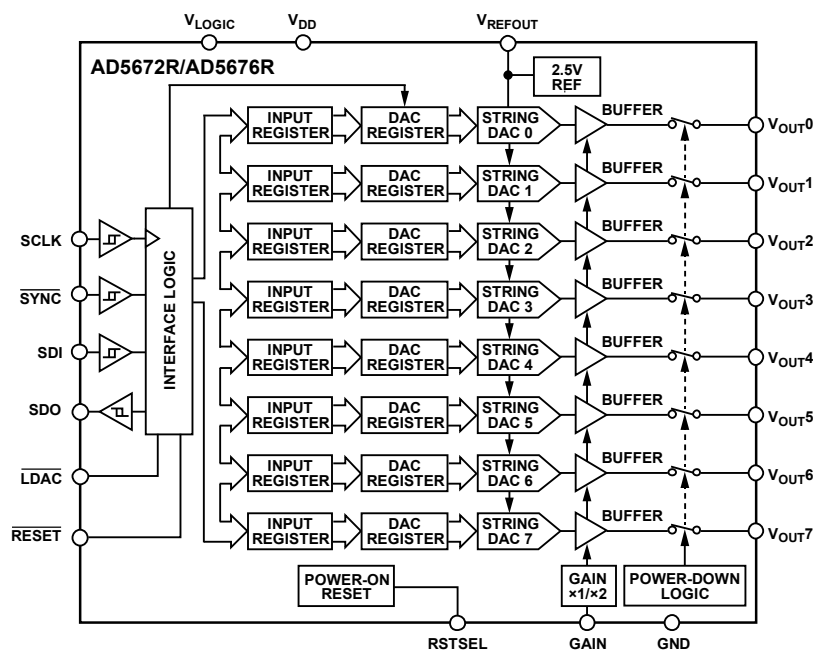 VLOGIC
VDD
VREFOUT
AD5672R/AD5676R
2.5V
REF
INPUT
REGISTER
DAC
REGISTER
STRING
DAC 0
BUFFER
VOUT0
INPUT
REGISTER
DAC
REGISTER
STRING
DAC 1
BUFFER
VOUT1
INPUT
REGISTER
DAC
REGISTER
STRING
DAC 2
BUFFER
VOUT2
INPUT
REGISTER
DAC
REGISTER
STRING
DAC 3
BUFFER
VOUT3
INPUT
REGISTER
DAC
REGISTER
STRING
DAC 4
BUFFER
VOUT4
INPUT
REGISTER
DAC
REGISTER
STRING
DAC 5
BUFFER
VOUT5
INPUT
REGISTER
DAC
REGISTER
STRING
DAC 6
BUFFER
VOUT6
INPUT
REGISTER
DAC
REGISTER
STRING
DAC 7
BUFFER
VOUT7
SCLK
SYNC
SDI
SDO
LDAC
RESET
INTERFACE LOGIC
POWER-ON
RESET
GAIN
×1/×2
POWER-DOWN
LOGIC
RSTSEL
GAIN
GND